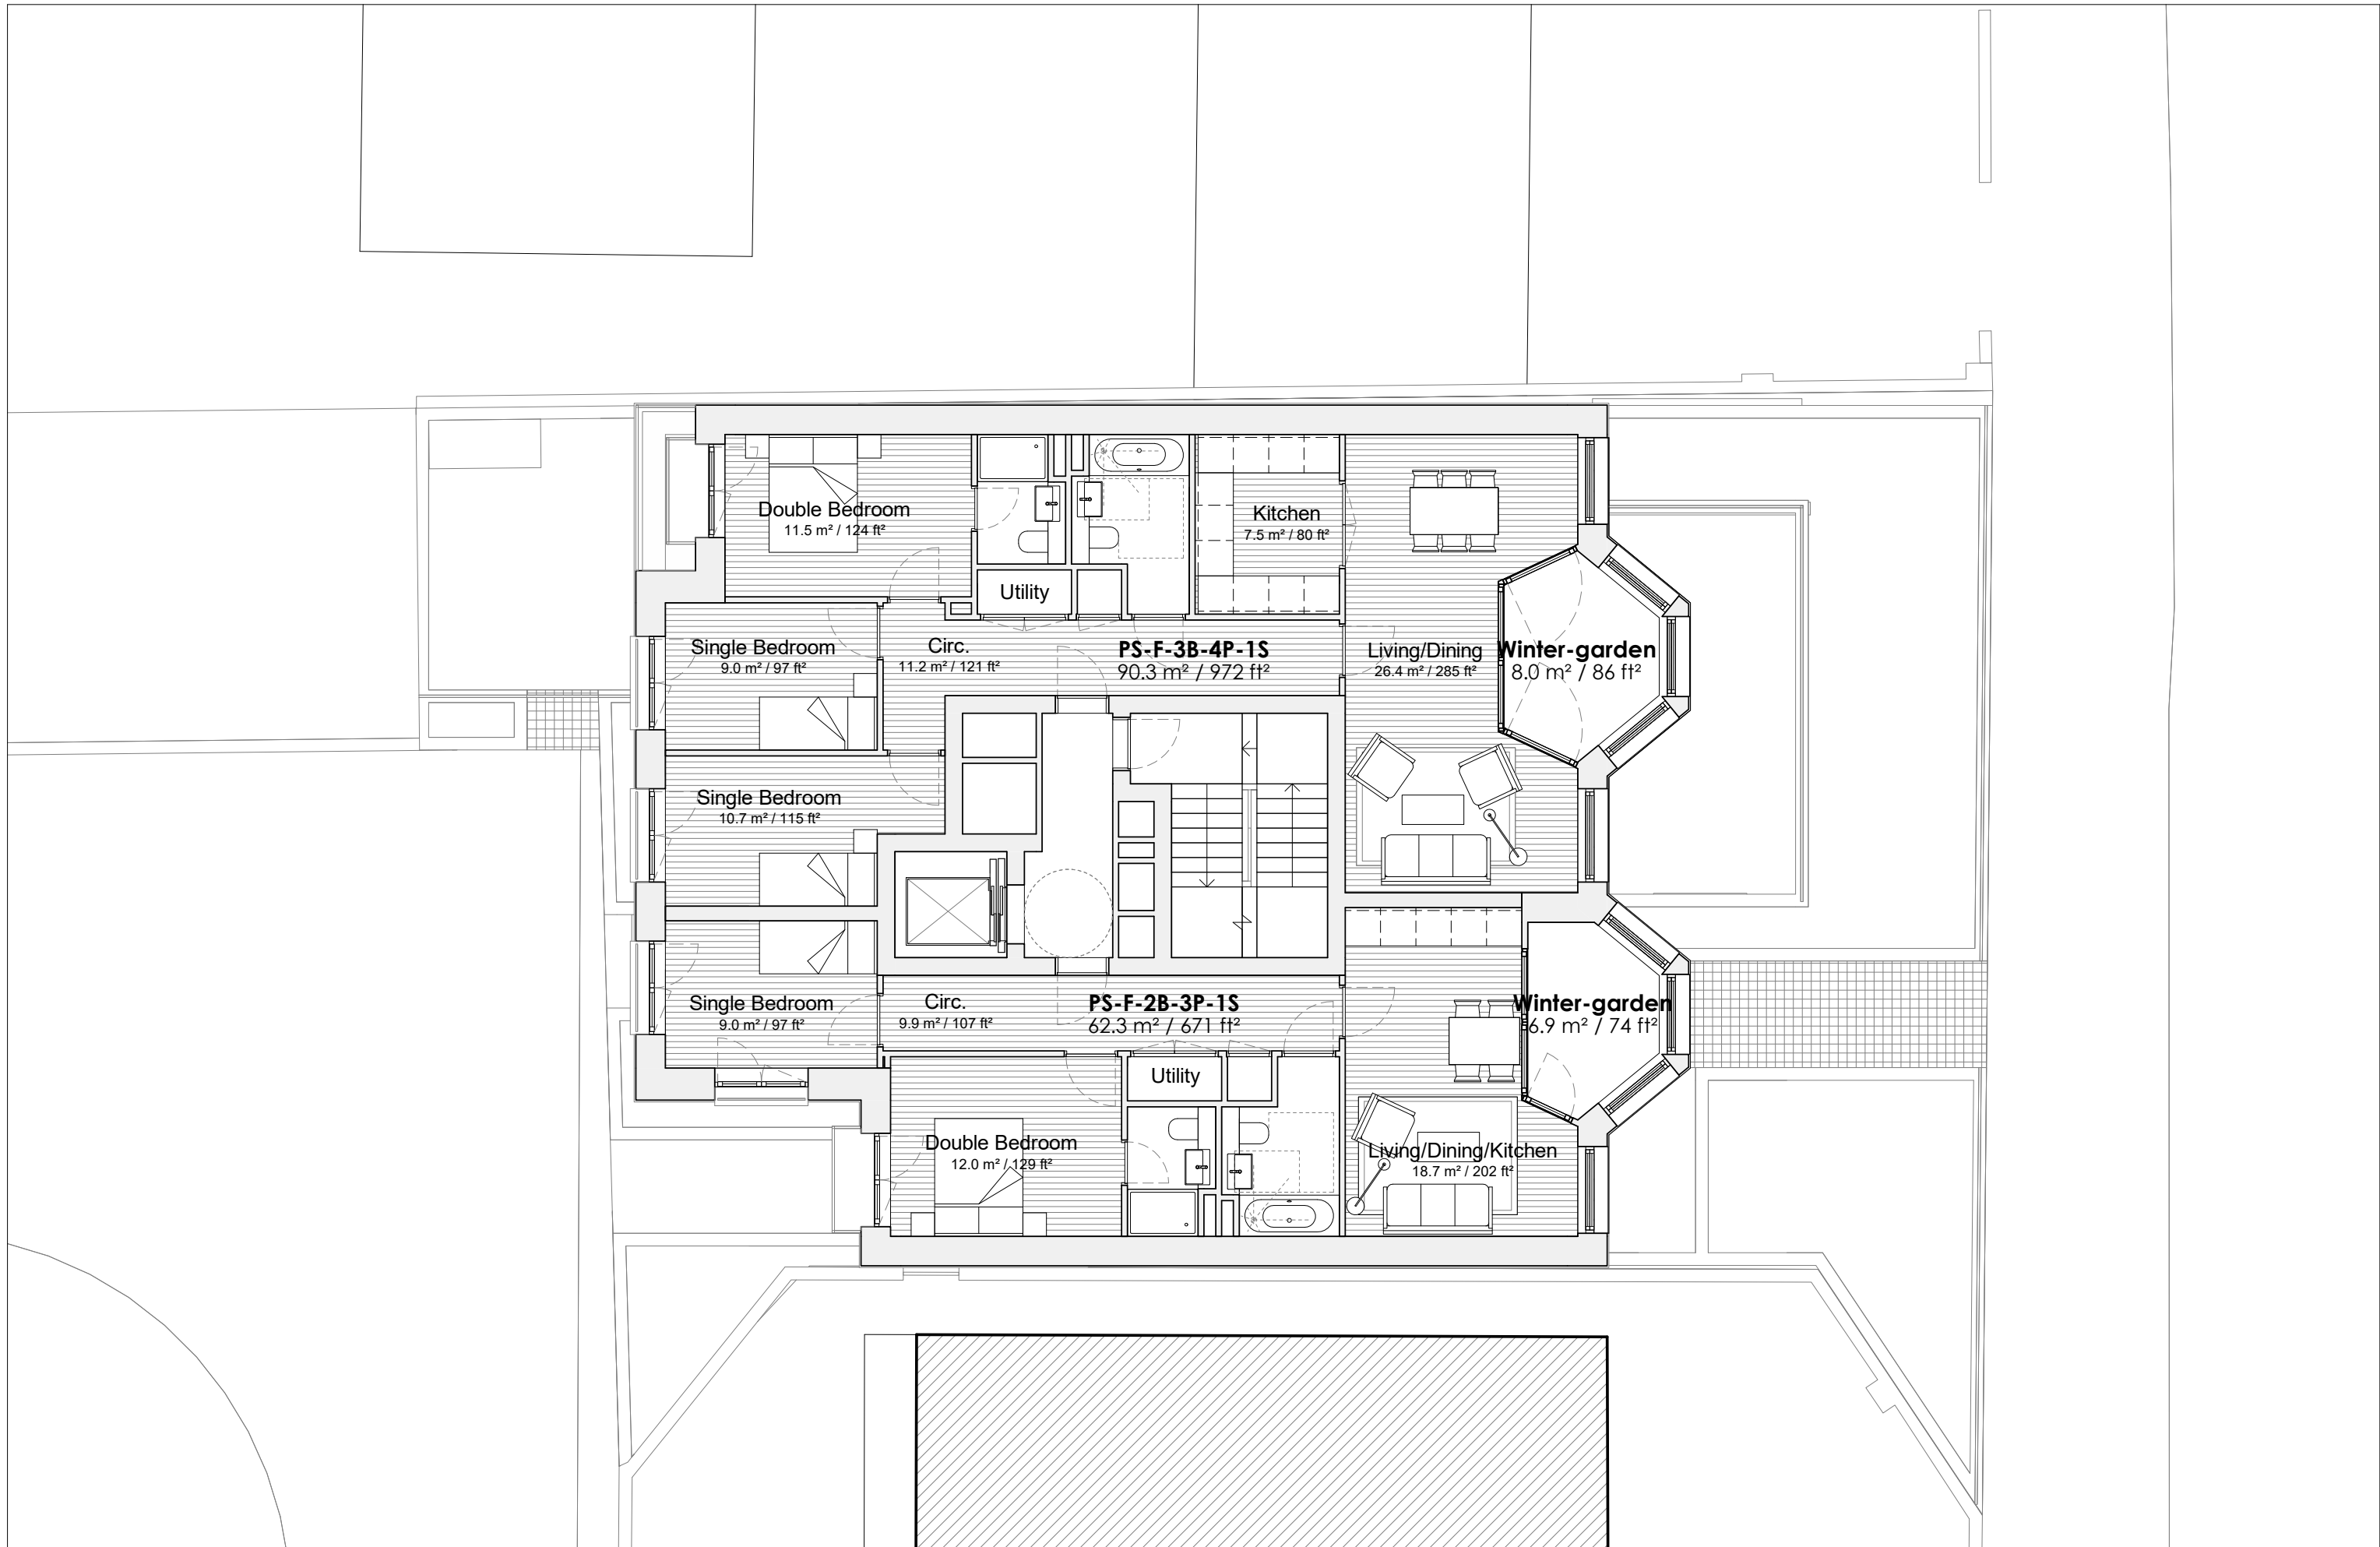 Double Bedroom
11.5 m² / 124 ft²
Kitchen
7.5 m² / 80 ft²
Utility
Single Bedroom
9.0 m² / 97 ft²
Circ.
11.2 m² / 121 ft²
PS-F-3B-4P-1S
90.3 m² / 972 ft²
Living/Dining
26.4 m² / 285 ft²
Winter-garden
8.0 m² / 86 ft²
Single Bedroom
10.7 m² / 115 ft²
Single Bedroom
9.0 m² / 97 ft²
Circ.
9.9 m² / 107 ft²
PS-F-2B-3P-1S
62.3 m² / 671 ft²
Winter-garden
6.9 m² / 74 ft²
Utility
Double Bedroom
12.0 m² / 129 ft²
Living/Dining/Kitchen
18.7 m² / 202 ft²